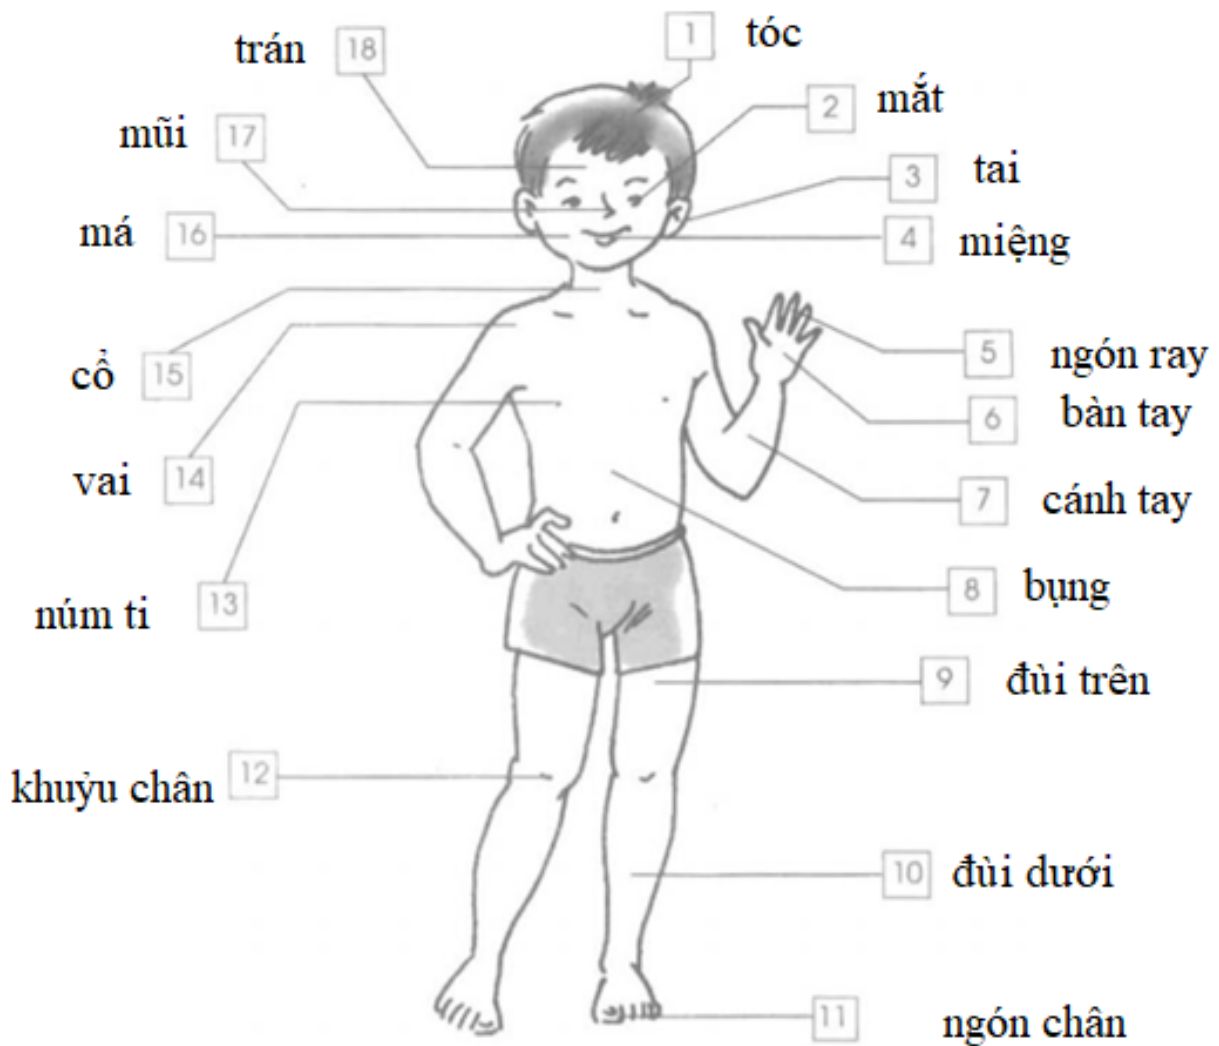 trán 18 1 tóc
2 mắt
mũi 17
3 tai
má 16 4 miệng
5 ngón ray
cổ 15
6 bàn tay
vai 14 7 cánh tay
8 bụng
núm ti 13
9 đùi trên
khuỷu chân 12
10 đùi dưới
11 ngón chân